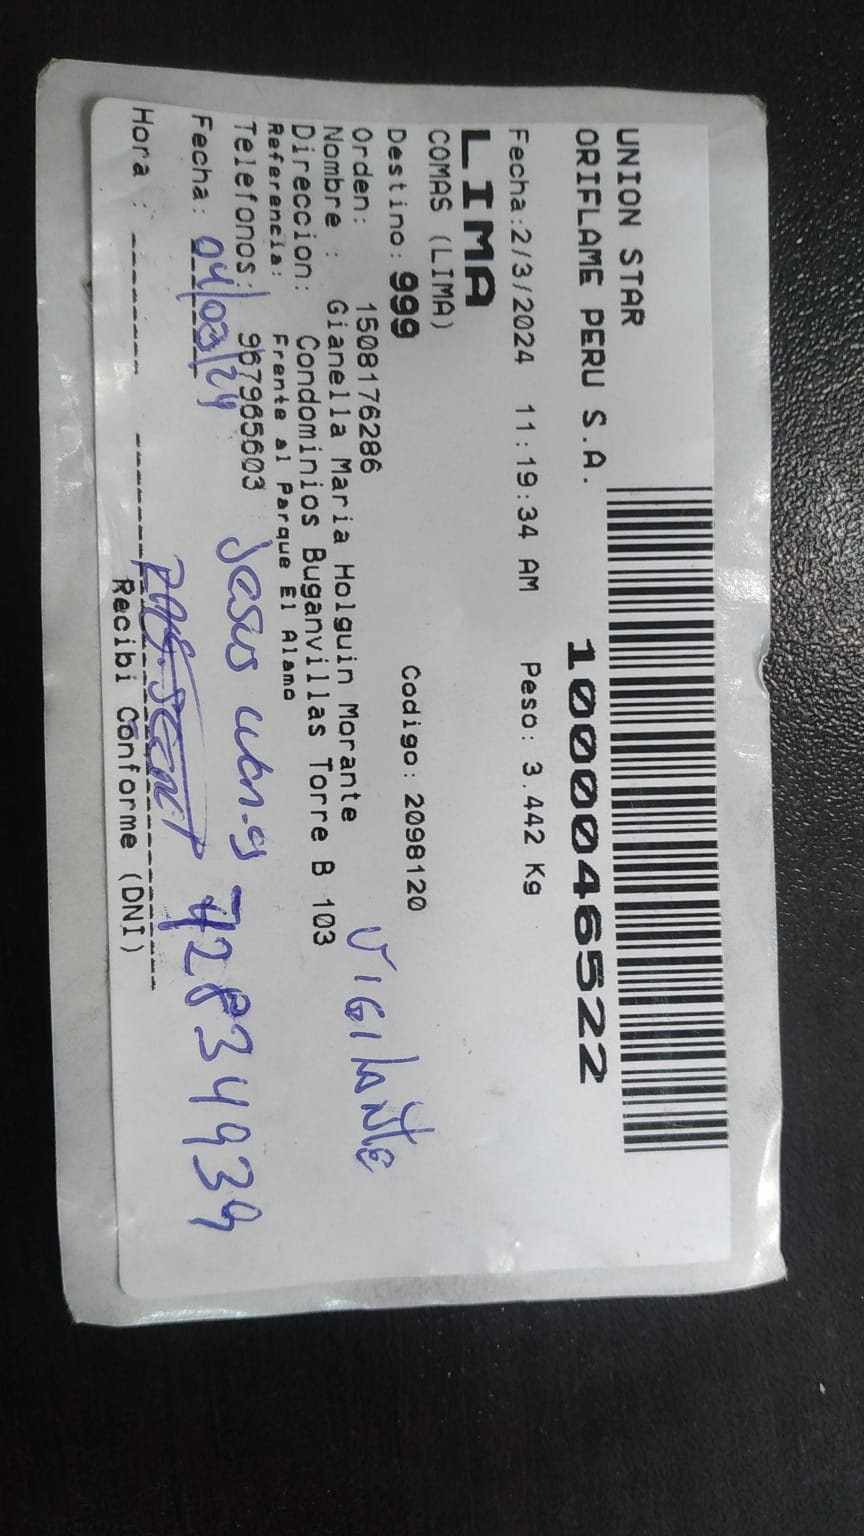 UNION STAR
ORIFLAME PERU S.A.
10000046522
Fecha:2/3/2024 11:19:34 AM Peso: 3.442 Kg
LIMA
COMAS (LIMA)
Destino: 999 Codigo: 2098120
Orden: 1508176286
Nombre : Gianella Maria Holguin Morante
VIGILANTE
Direccion: Condominios Buganvillas Torre B 103
Referencia: Frente al Parque El Alamo
Telefonos: 967965603
Jesus 72834939
Fecha: 04/03/24
Hora :
Recibi Conforme (DNI)